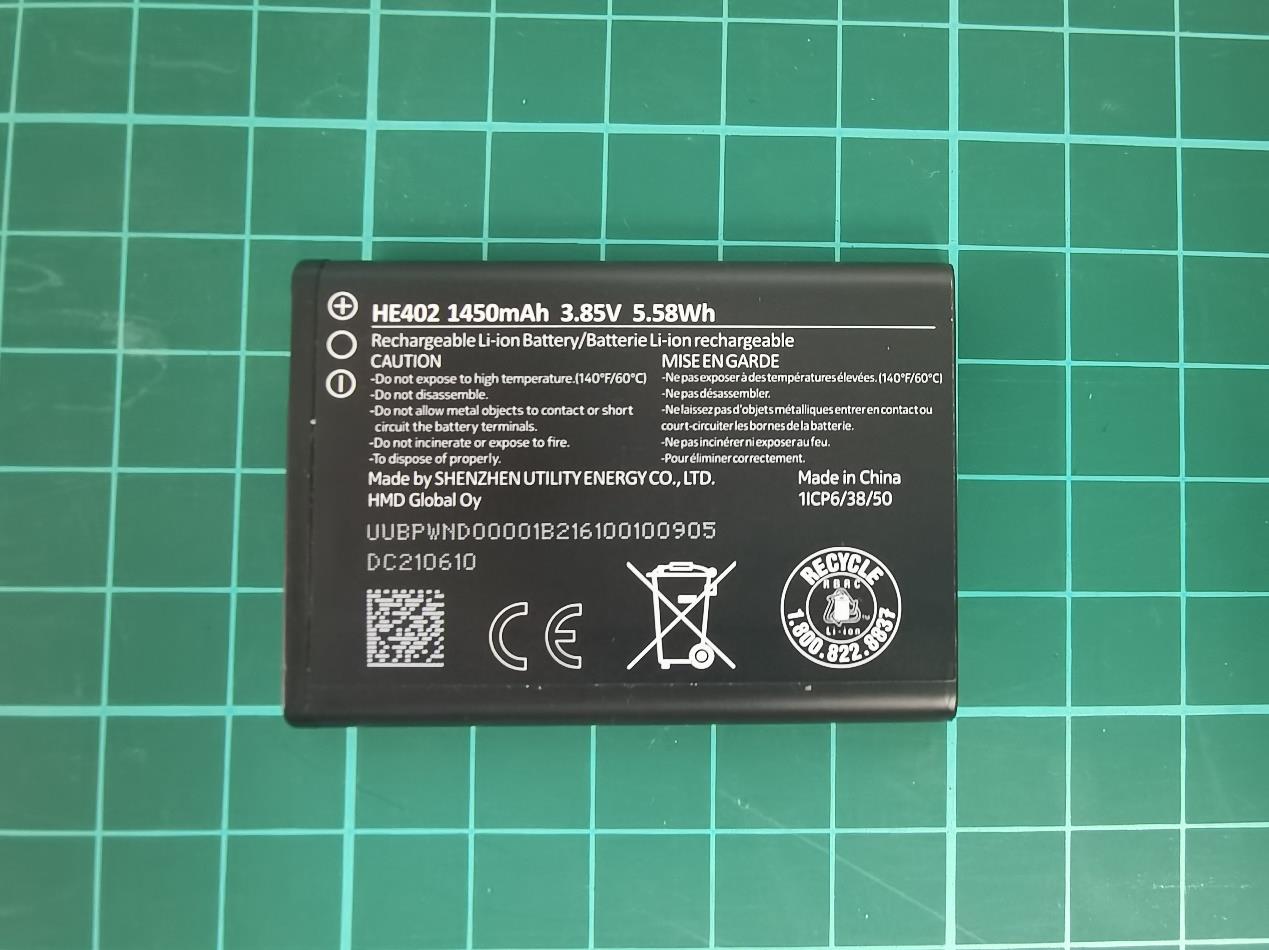 HE402 1450mAh 3.85V 5.58Wh
Rechargeable Li-ion Battery/Batterie Li-ion rechargeable
CAUTION
-Do not expose to high temperature.(140°F/60°C)
-Do not disassemble.
-Do not allow metal objects to contact or short
circuit the battery terminals.
-Do not incinerate or expose to fire.
-To dispose of properly.
MISE EN GARDE
-Ne pas exposer à des températures élevées. (140°F/60°C)
-Ne pas désassembler.
-Ne laissez pas d'objets métalliques entrer en contact ou
court-circuiter les bornes de la batterie.
-Ne pas incinérer ni exposer au feu.
-Pour éliminer correctement.
Made by SHENZHEN UTILITY ENERGY CO., LTD.
HMD Global Oy
Made in China
1ICP6/38/50
UUBPWND00001B216100100905
DC210610
CE
RECYCLE
RBRC
TM
Li-ion
1.800.822.8837